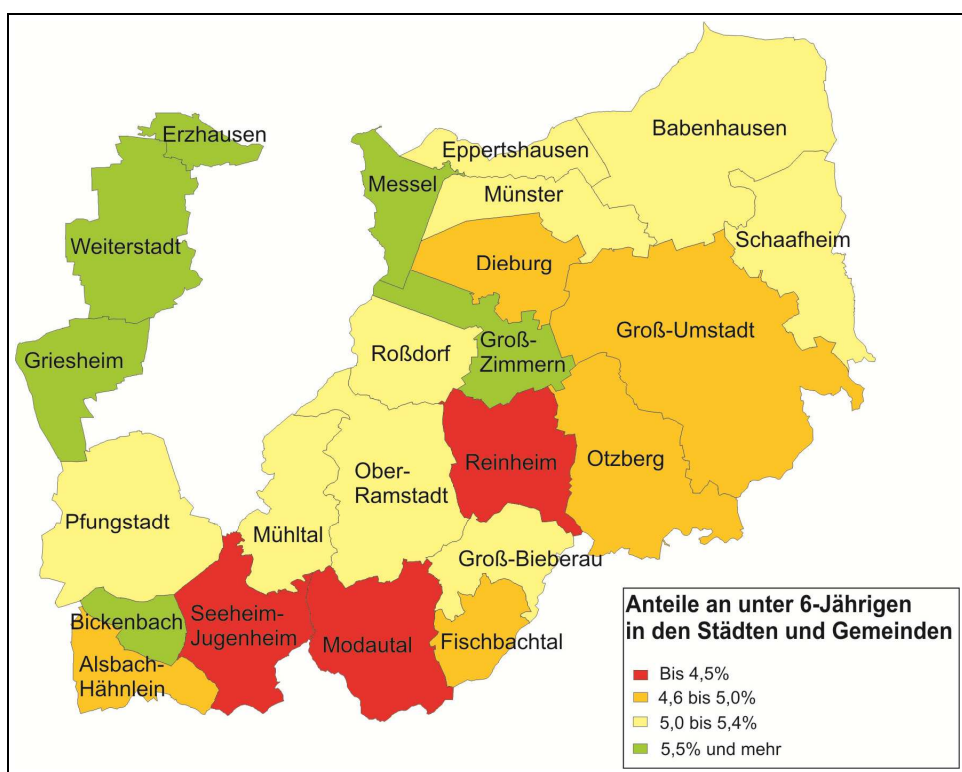 Erzhausen
Babenhausen
Eppertshausen
Messel
Münster
Weiterstadt
Schaafheim
Dieburg
Groß-Umstadt
Griesheim
Roßdorf
Groß-
Zimmern
Reinheim
Otzberg
Ober-
Ramstadt
Pfungstadt
Mühltal
Groß-Bieberau
Bickenbach
Seeheim-
Jugenheim
Modautal
Fischbachtal
Alsbach-
Hähnlein
Anteile an unter 6-Jährigen
in den Städten und Gemeinden
Bis 4,5%
4,6 bis 5,0%
5,0 bis 5,4%
5,5% und mehr